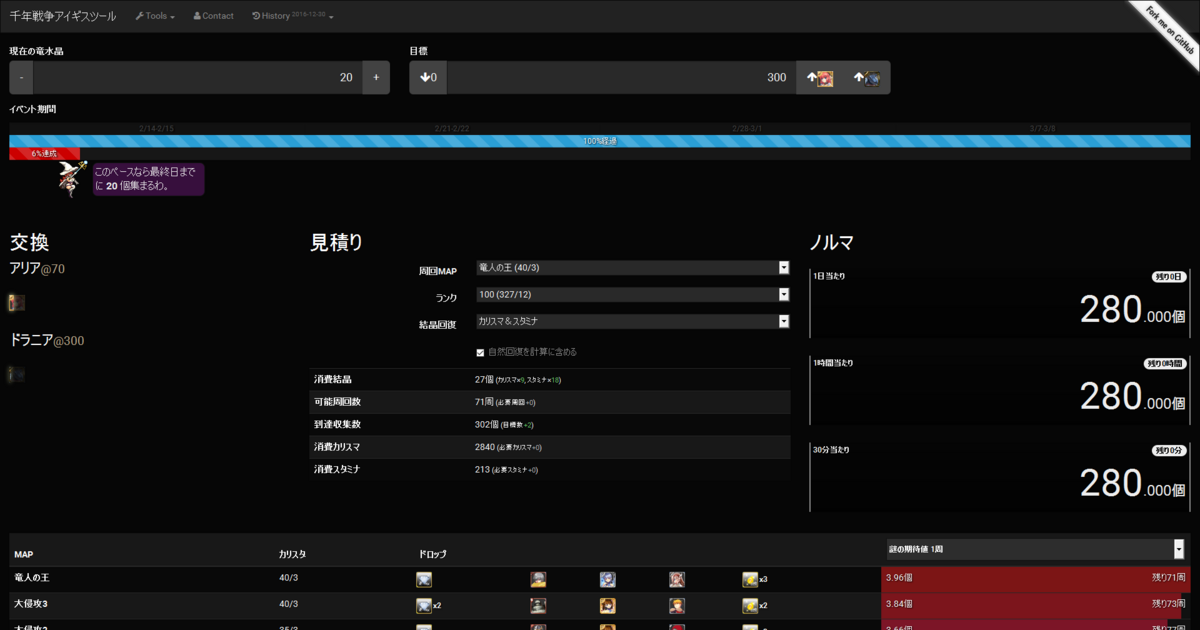 千年戦争アイギスツール Tools Contact History 2016-12-30
Fork me on GitHub
現在の竜水晶 目標
- 20 + 0 300
イベント期間
2/14-2/15 2/21-2/22 2/28-3/1 3/7-3/8
100%経過
6%達成
このペースなら最終日まで
に 20 個集まるわ。
交換 見積り ノルマ
アリア@70
ドラニア@300
周回MAP 竜人の王 (40/3)
ランク 100 (327/12)
結晶回復 カリスマ&スタミナ
自然回復を計算に含める
消費結晶 27個 (カリスマ×9, スタミナ×18)
可能周回数 71周 (必要周回+0)
到達収集数 302個 (目標数+2)
消費カリスマ 2840 (必要カリスマ+0)
消費スタミナ 213 (必要スタミナ+0)
1日当たり 残り0日
280.000個
1時間当たり 残り0時間
280.000個
30分当たり 残り0分
280.000個
MAP カリスタ ドロップ 謎の期待値 1周
竜人の王 40/3 x3 3.96個 残り71周
大侵攻3 40/3 x2 x2 3.84個 残り73周
大侵攻2 35/3 3.66個 残り77周